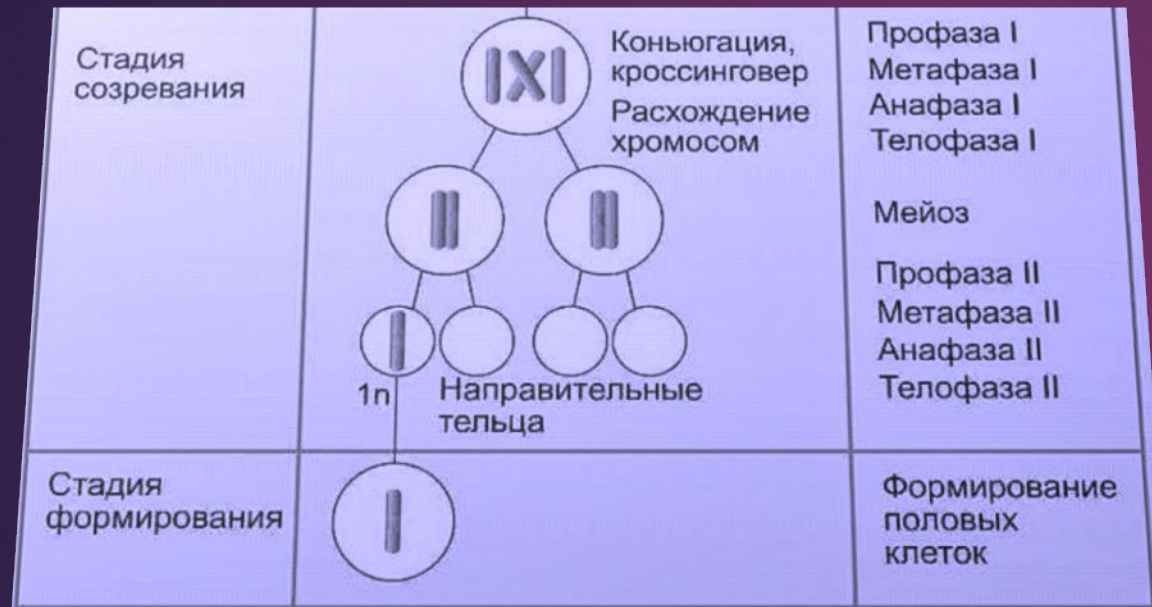 Стадия
созревания
Коньюгация,
кроссинговер
Расхождение
хромосом
Профаза I
Метафаза I
Анафаза I
Телофаза I
Мейоз
Профаза II
Метафаза II
Анафаза II
Телофаза II
1n
Направительные
тельца
Стадия
формирования
Формирование
половых
клеток